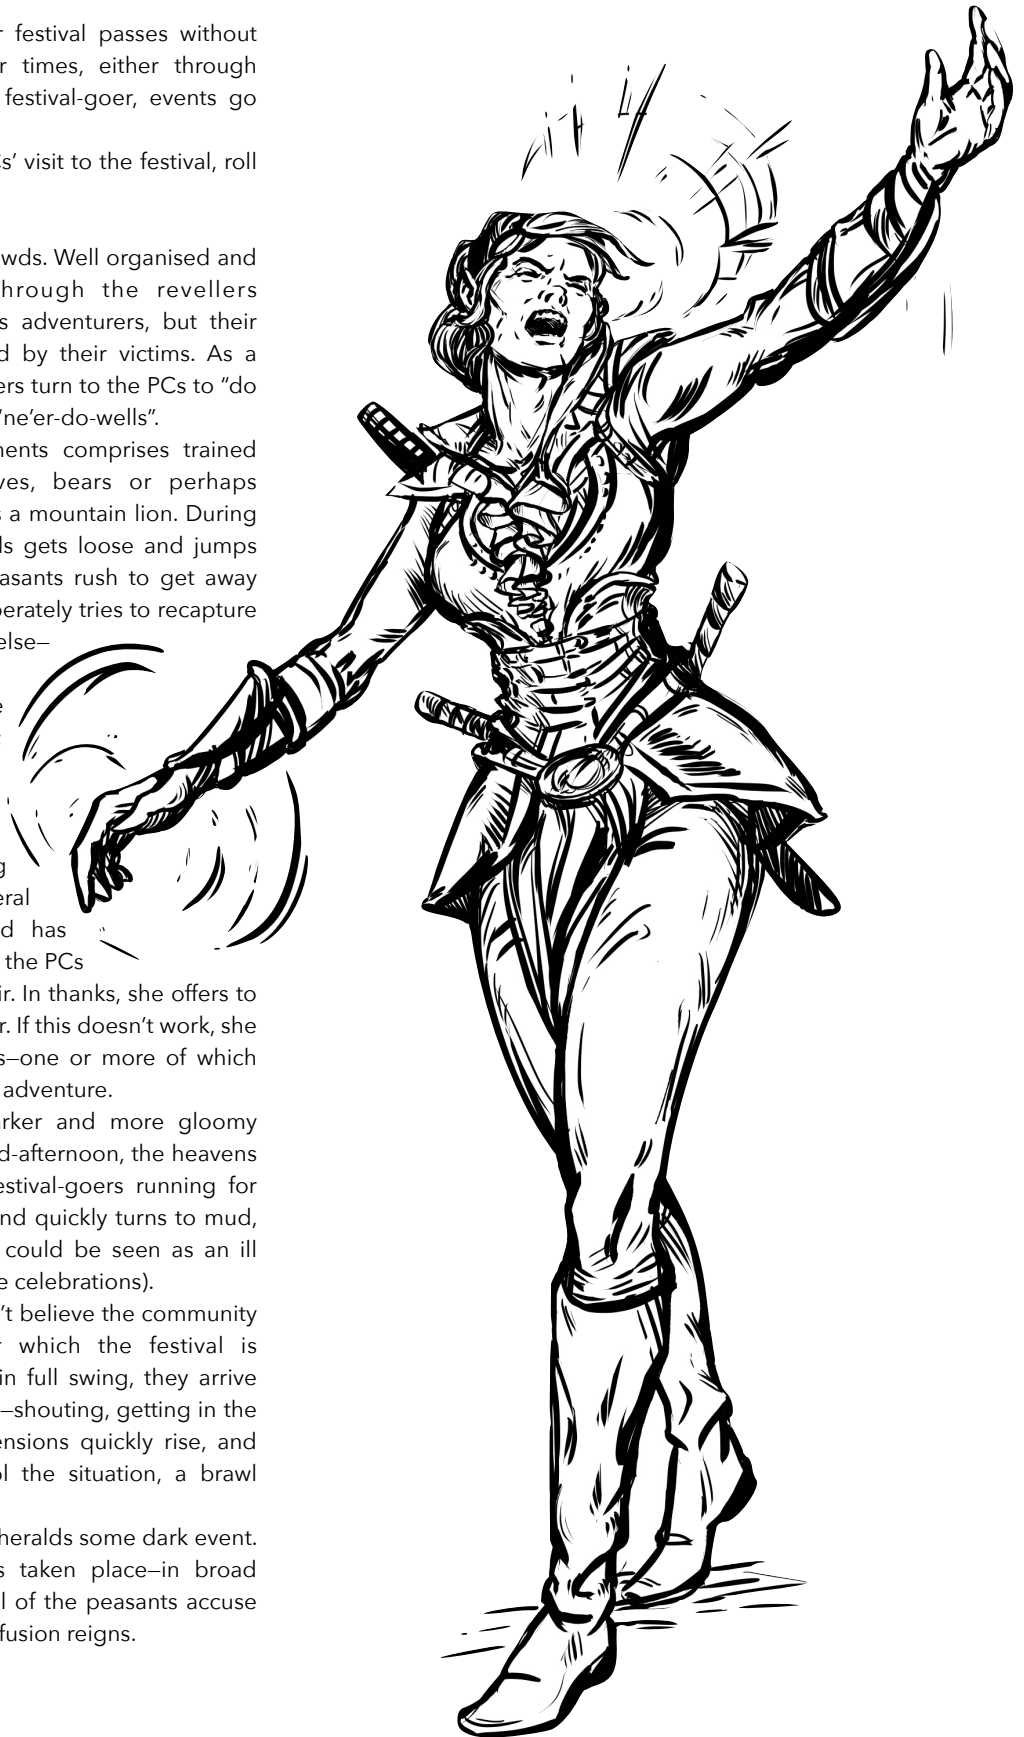 festival passes without
times, either through
festival-goer, events go
visit to the festival, roll
wds. Well organised and
hrough the revellers
s adventurers, but their
d by their victims. As a
ers turn to the PCs to “do
“ne’er-do-wells”.
ents comprises trained
ves, bears or perhaps
s a mountain lion. During
ls gets loose and jumps
easants rush to get away
perately tries to recapture
else—
g
eral
d has
the PCs
ir. In thanks, she offers to
r. If this doesn’t work, she
s—one or more of which
adventure.
arker and more gloomy
d-afternoon, the heavens
estival-goers running for
nd quickly turns to mud,
could be seen as an ill
e celebrations).
’t believe the community
r which the festival is
in full swing, they arrive
—shouting, getting in the
ensions quickly rise, and
ol the situation, a brawl
heralds some dark event.
s taken place—in broad
l of the peasants accuse
fusion reigns.